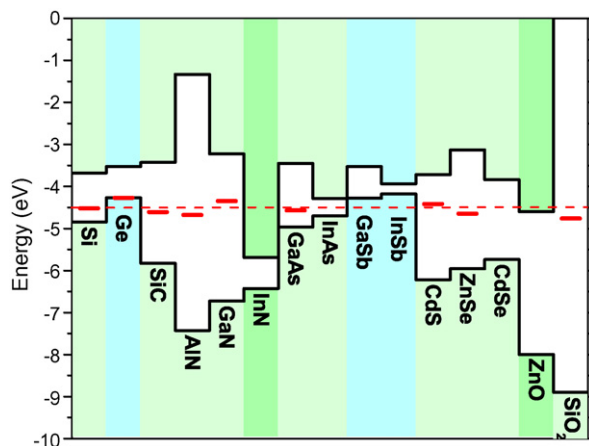 0
-1
-2
-3
-4
-5
-6
-7
-8
-9
-10
Energy (eV)
Si
Ge
SiC
AlN
GaN
InN
GaAs
InAs
GaSb
InSb
CdS
ZnSe
CdSe
ZnO
SiO₂